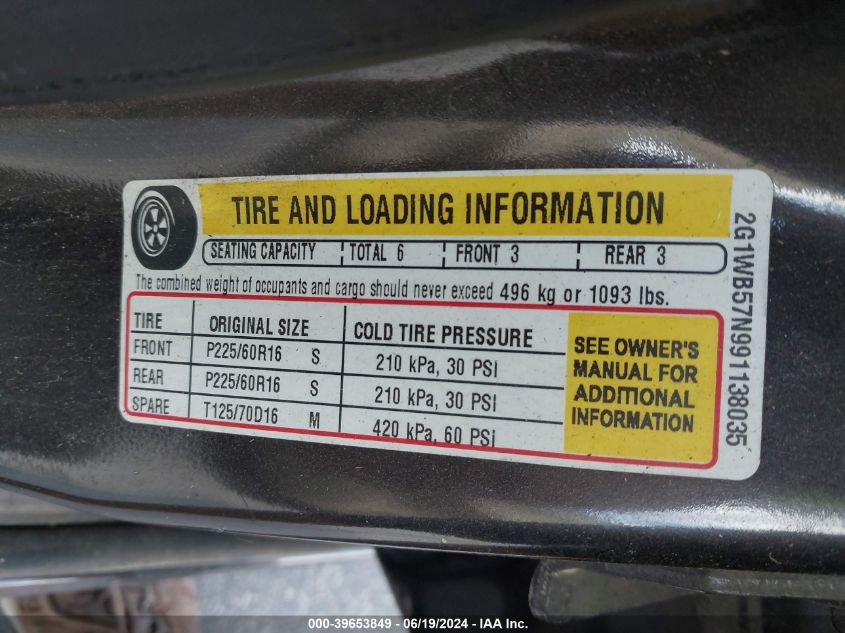 TIRE AND LOADING INFORMATION
SEATING CAPACITY TOTAL 6 FRONT 3 REAR 3
The combined weight of occupants and cargo should never exceed 496 kg or 1093 lbs.
TIRE ORIGINAL SIZE COLD TIRE PRESSURE
FRONT P225/60R16 S 210 kPa, 30 PSI
REAR P225/60R16 S 210 kPa, 30 PSI
SPARE T125/70D16 M 420 kPa, 60 PSI
SEE OWNER'S
MANUAL FOR
ADDITIONAL
INFORMATION
2G1WB57N991138035
000-39653849 - 06/19/2024 - IAA Inc.